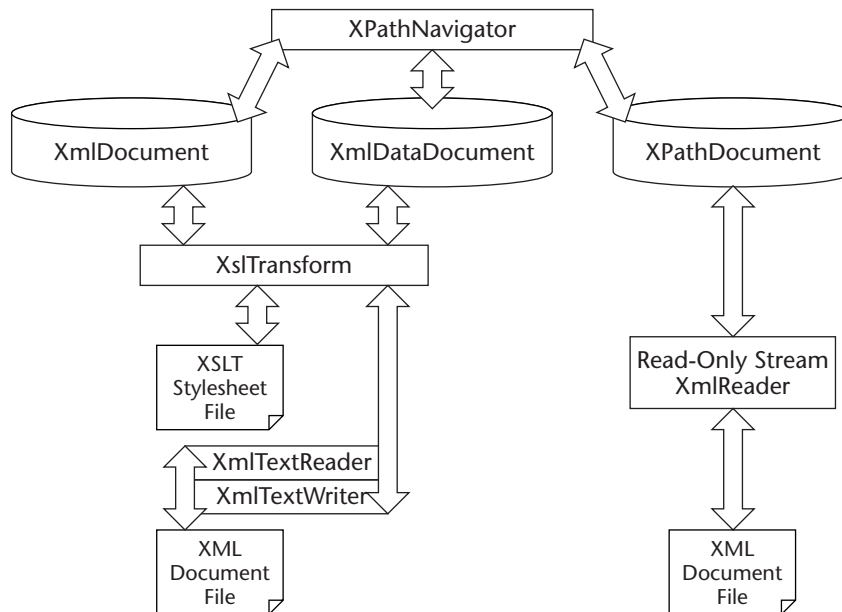 XPathNavigator
XmlDocument
XmlDataDocument
XPathDocument
XslTransform
XSLT
Stylesheet
File
Read-Only Stream
XmlReader
XmlTextReader
XmlTextWriter
XML
Document
File
XML
Document
File